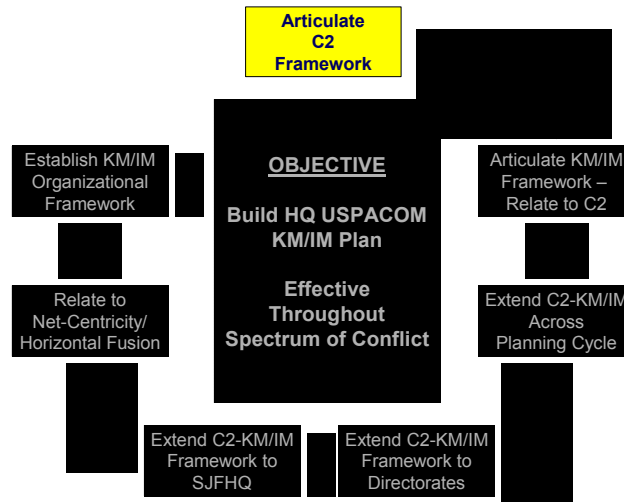 Articulate
C2
Framework
Establish KM/IM
Organizational
Framework
OBJECTIVE
Build HQ USPACOM
KM/IM Plan
Effective
Throughout
Spectrum of Conflict
Articulate KM/IM
Framework –
Relate to C2
Relate to
Net-Centricity/
Horizontal Fusion
Extend C2-KM/IM
Across
Planning Cycle
Extend C2-KM/IM
Framework to
SJFHQ
Extend C2-KM/IM
Framework to
Directorates